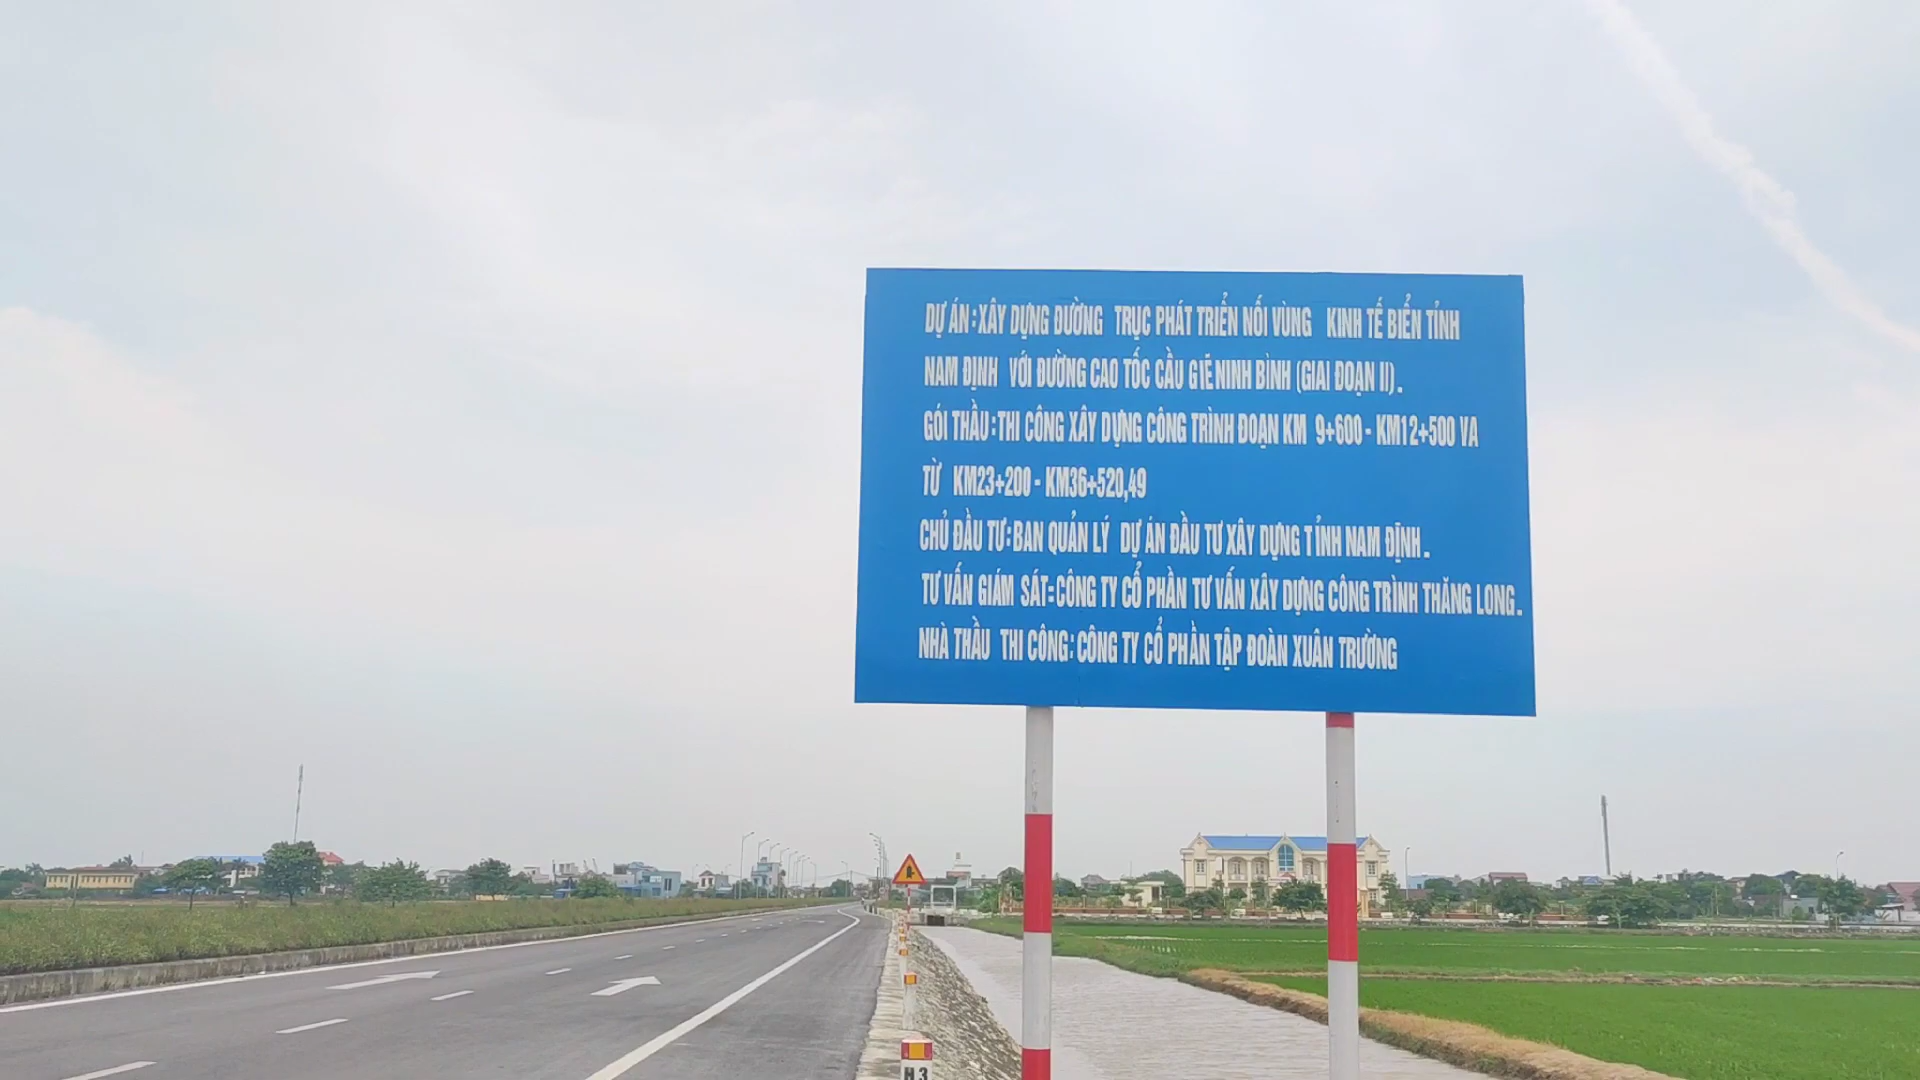 DỰ ÁN: XÂY DỰNG ĐƯỜNG TRỤC PHÁT TRIỂN NỐI VÙNG KINH TẾ BIỂN TỈNH
NAM ĐỊNH VỚI ĐƯỜNG CAO TỐC CẦU GIẼ NINH BÌNH (GIAI ĐOẠN II).
GÓI THẦU: THI CÔNG XÂY DỰNG CÔNG TRÌNH ĐOẠN KM 9+600 - KM12+500 VA
TỪ KM23+200 - KM36+520,49
CHỦ ĐẦU TƯ: BAN QUẢN LÝ DỰ ÁN ĐẦU TƯ XÂY DỰNG TỈNH NAM ĐỊNH.
TƯ VẤN GIÁM SÁT: CÔNG TY CỔ PHẦN TƯ VẤN XÂY DỰNG CÔNG TRÌNH THĂNG LONG.
NHÀ THẦU THI CÔNG: CÔNG TY CỔ PHẦN TẬP ĐOÀN XUÂN TRƯỜNG
H3